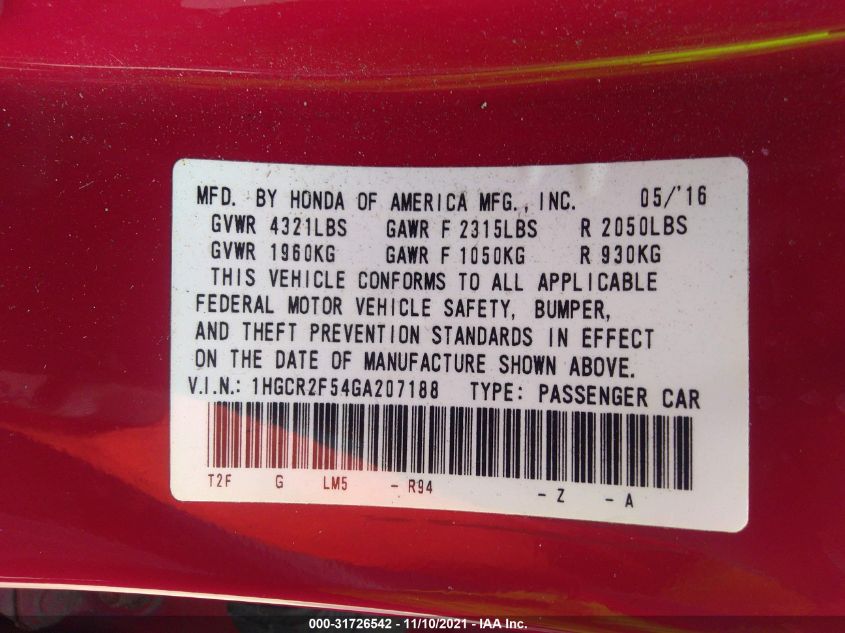 MFD. BY HONDA OF AMERICA MFG., INC. 05/'16
GVWR 4321LBS GAWR F 2315LBS R 2050LBS
GVWR 1960KG GAWR F 1050KG R 930KG
THIS VEHICLE CONFORMS TO ALL APPLICABLE
FEDERAL MOTOR VEHICLE SAFETY, BUMPER,
AND THEFT PREVENTION STANDARDS IN EFFECT
ON THE DATE OF MANUFACTURE SHOWN ABOVE.
V.I.N.: 1HGCR2F54GA207188 TYPE: PASSENGER CAR
T2F G LM5 - R94 - Z - A
000-31726542 - 11/10/2021 - IAA Inc.